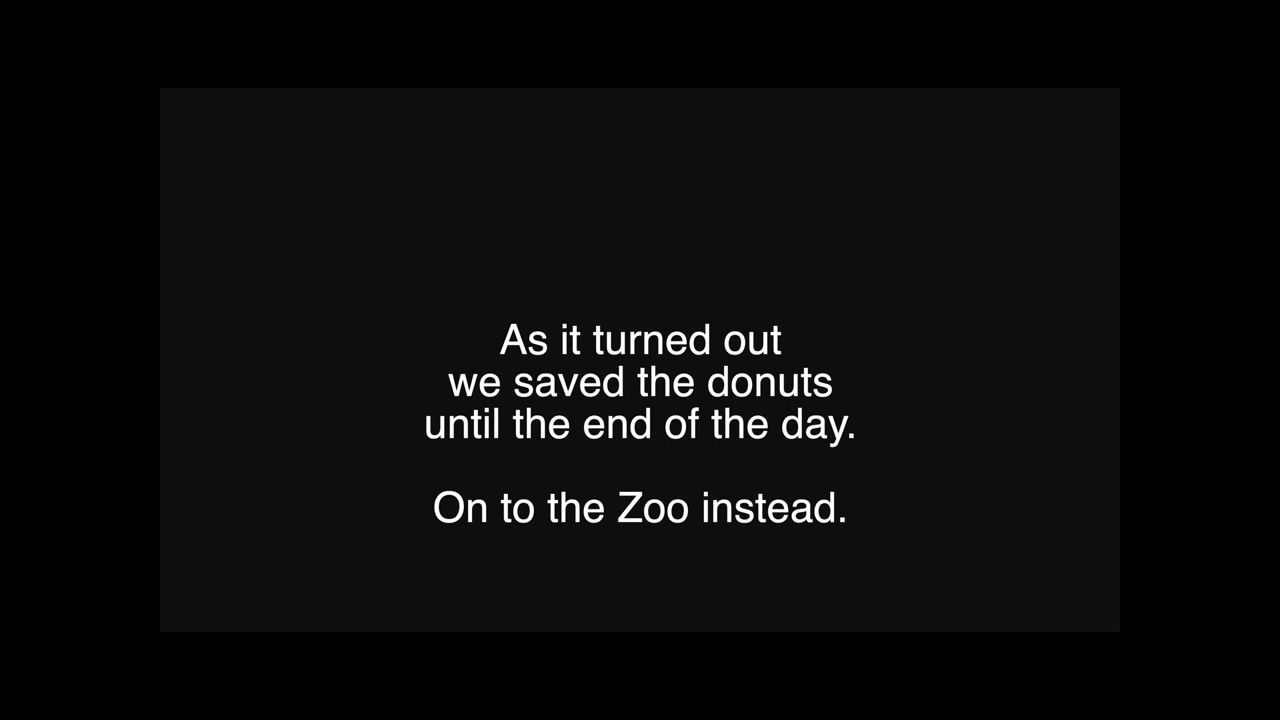 As it turned out
we saved the donuts
until the end of the day.
On to the Zoo instead.